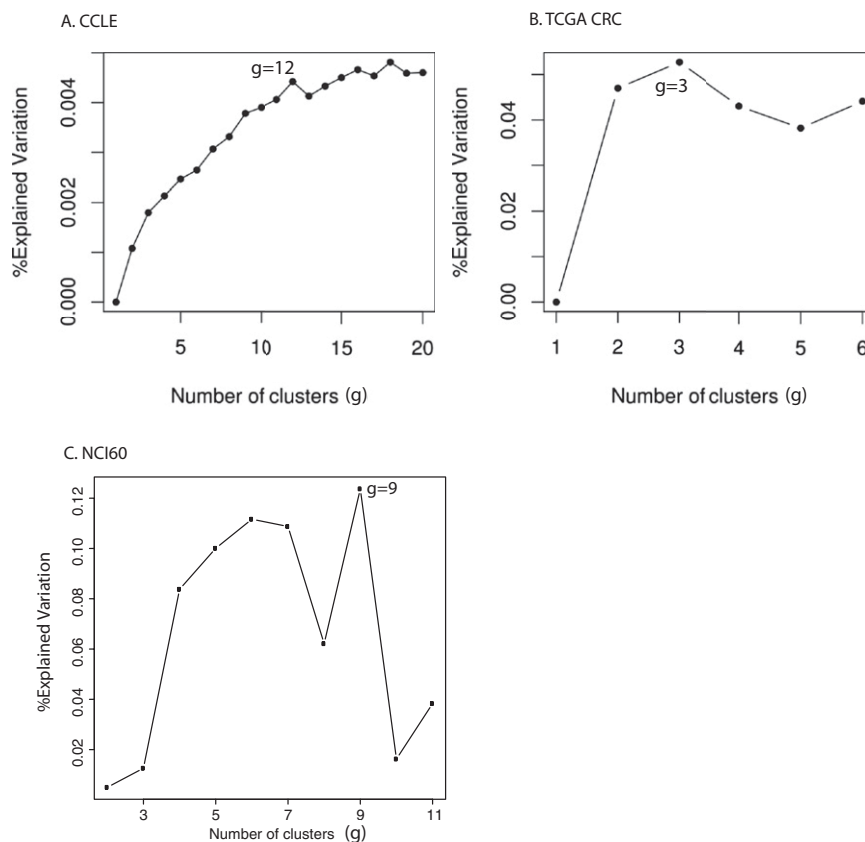 A. CCLE
g=12
%Explained Variation
0.004
0.002
0.000
5 10 15 20
Number of clusters (g)
B. TCGA CRC
g=3
%Explained Variation
0.04
0.02
0.00
1 2 3 4 5 6
Number of clusters (g)
C. NCI60
g=9
%Explained Variation
0.12
0.10
0.08
0.06
0.04
0.02
3 5 7 9 11
Number of clusters (g)